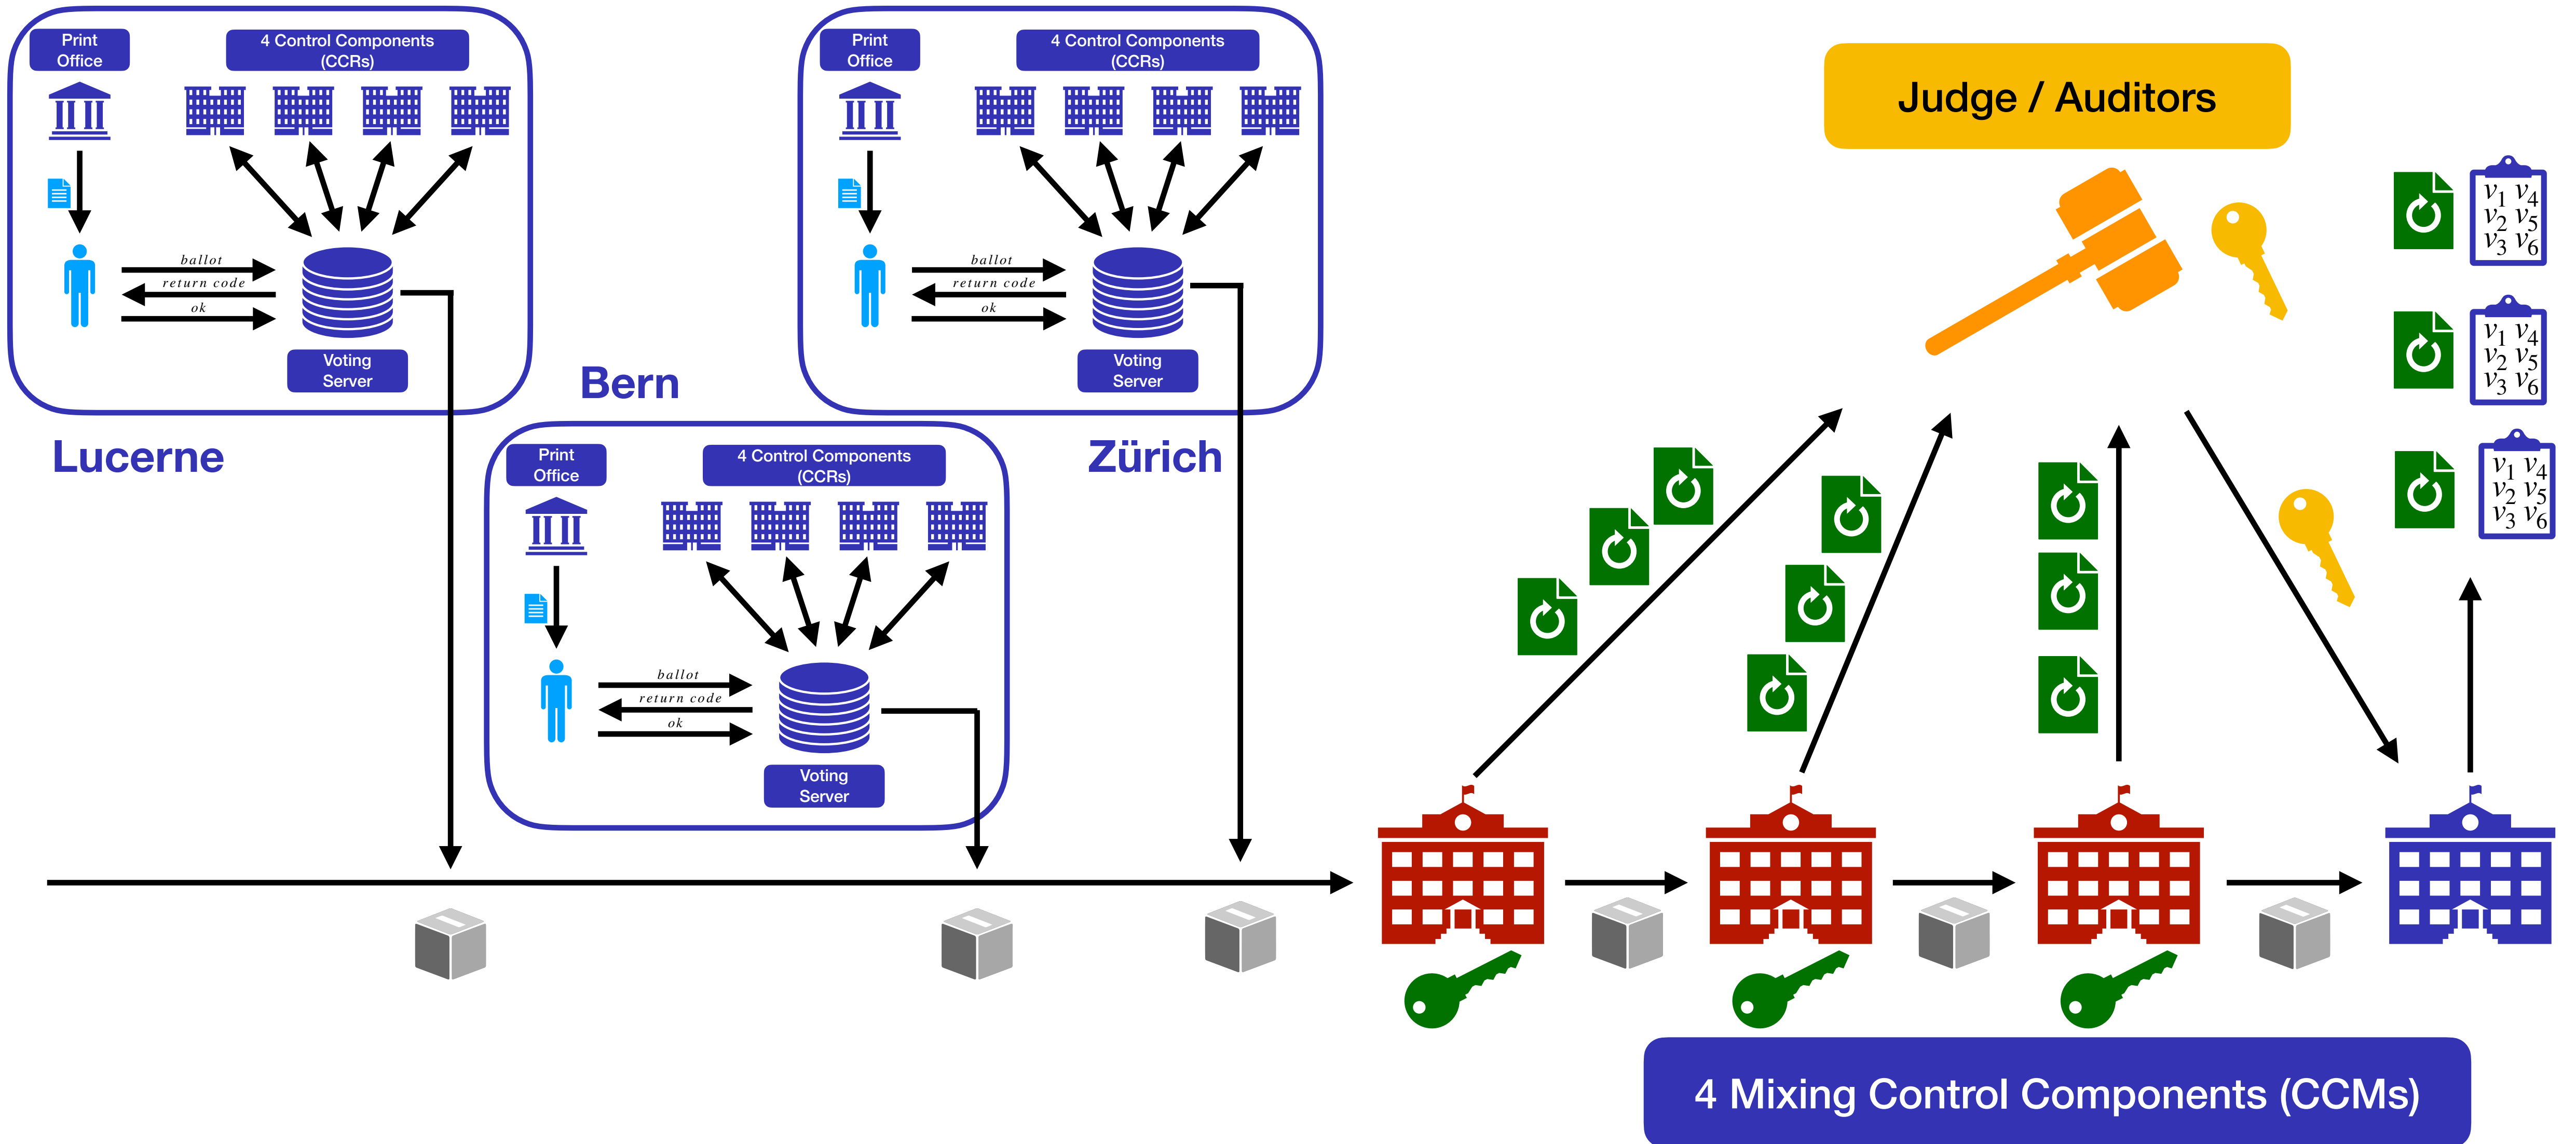 Print
Office
4 Control Components
(CCRs)
ballot
return code
ok
Voting
Server
Lucerne
Bern
Print
Office
4 Control Components
(CCRs)
ballot
return code
ok
Voting
Server
Print
Office
4 Control Components
(CCRs)
ballot
return code
ok
Voting
Server
Zürich
Judge / Auditors
v1 v4
v2 v5
v3 v6
v1 v4
v2 v5
v3 v6
v1 v4
v2 v5
v3 v6
4 Mixing Control Components (CCMs)